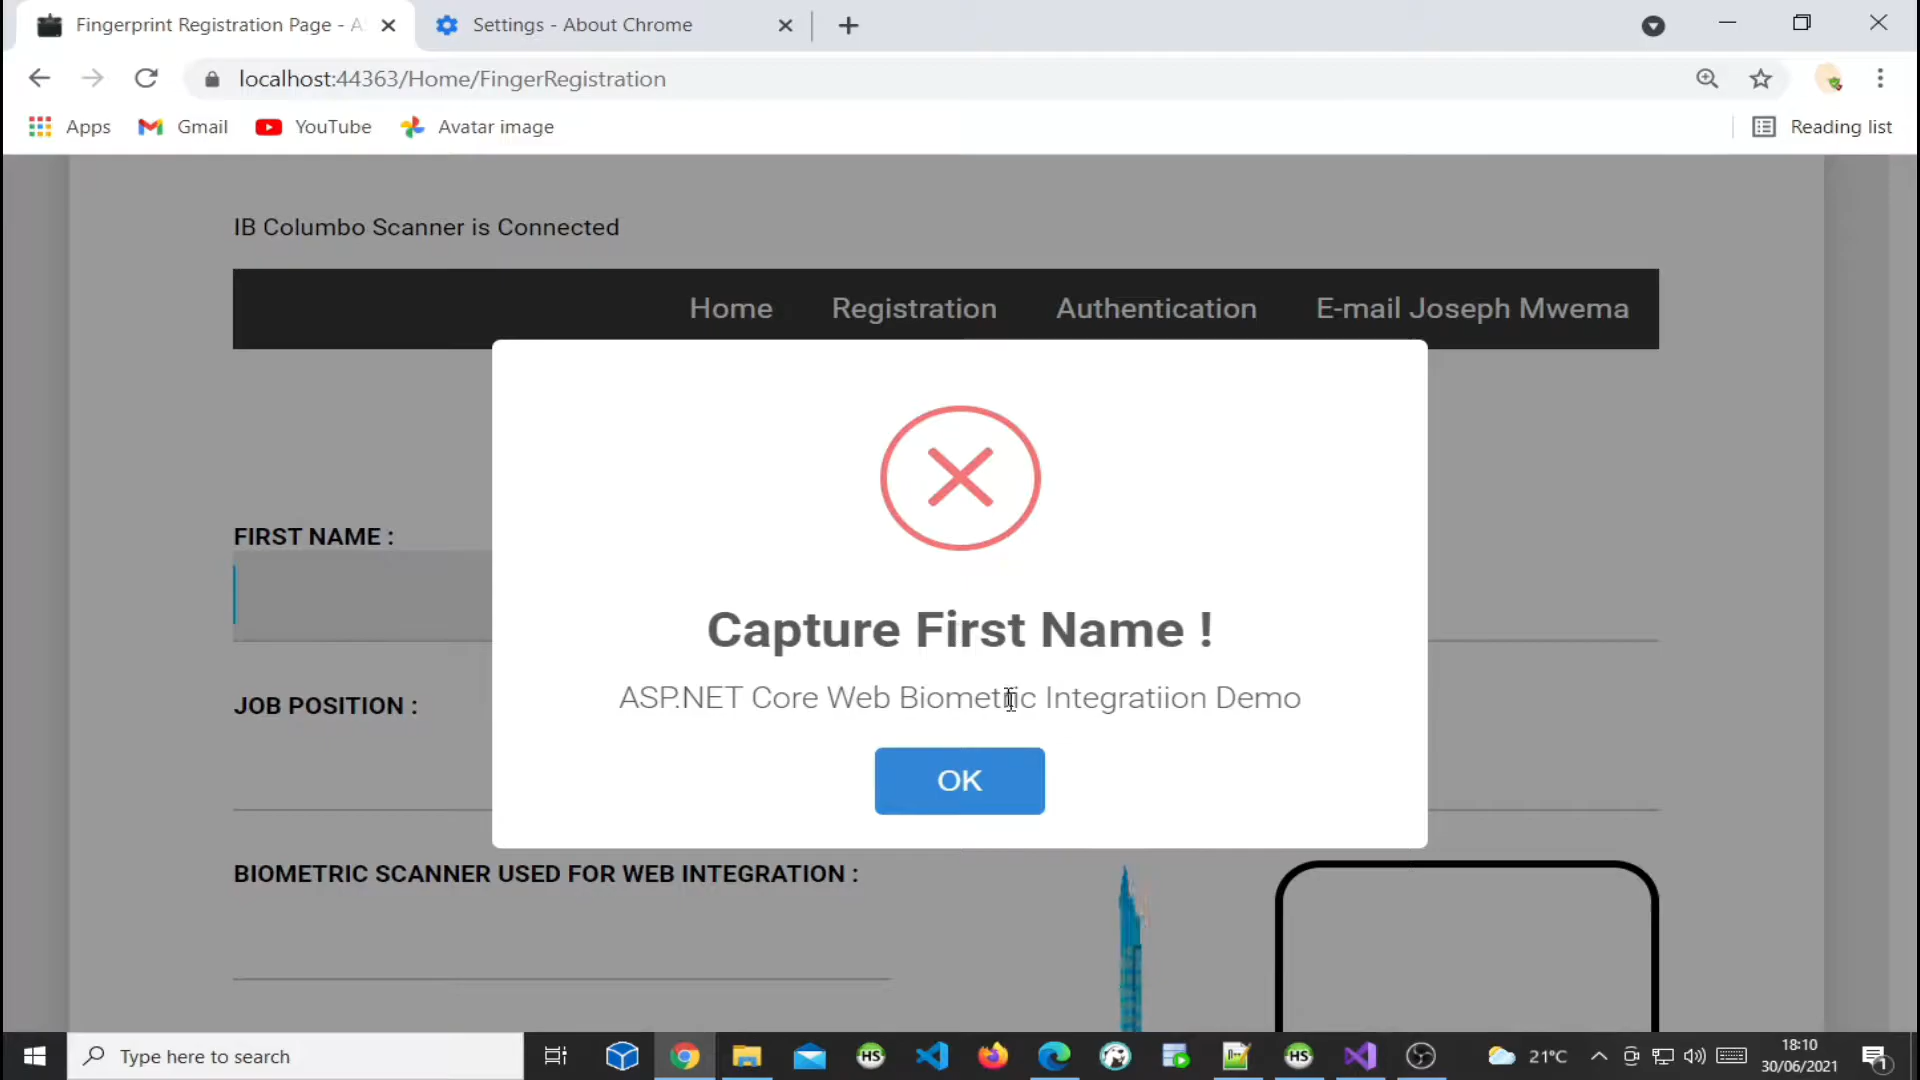 Fingerprint Registration Page - A
Settings - About Chrome
localhost:44363/Home/FingerRegistration
Apps
Gmail
YouTube
Avatar image
Reading list
IB Columbo Scanner is Connected
Home
Registration
Authentication
E-mail Joseph Mwema
FIRST NAME :
Capture First Name !
ASP.NET Core Web Biometric Integratiion Demo
JOB POSITION :
OK
BIOMETRIC SCANNER USED FOR WEB INTEGRATION :
Type here to search
HS
HS
21°C
18:10
30/06/2021
1